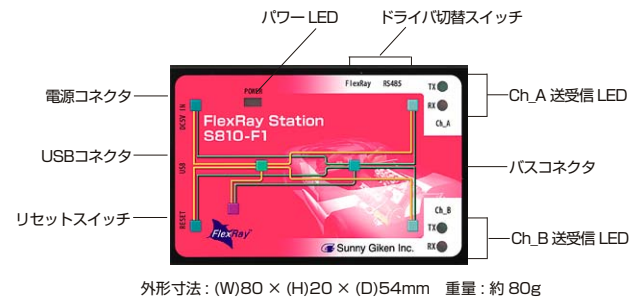 パワー LED
ドライバ切替スイッチ
電源コネクタ
USBコネクタ
リセットスイッチ
DC5V IN
USB
RESET
POWER
FlexRay RS485
FlexRay Station
S810-F1
TX
RX
Ch_A
Ch_B
TX
RX
FlexRay
Sunny Giken Inc.
Ch_A 送受信 LED
バスコネクタ
Ch_B 送受信 LED
外形寸法 : (W)80 × (H)20 × (D)54mm 重量 : 約 80g